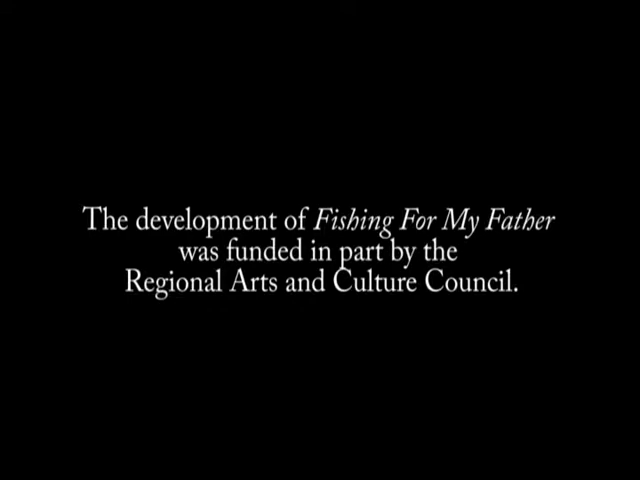 The development of Fishing For My Father
was funded in part by the
Regional Arts and Culture Council.